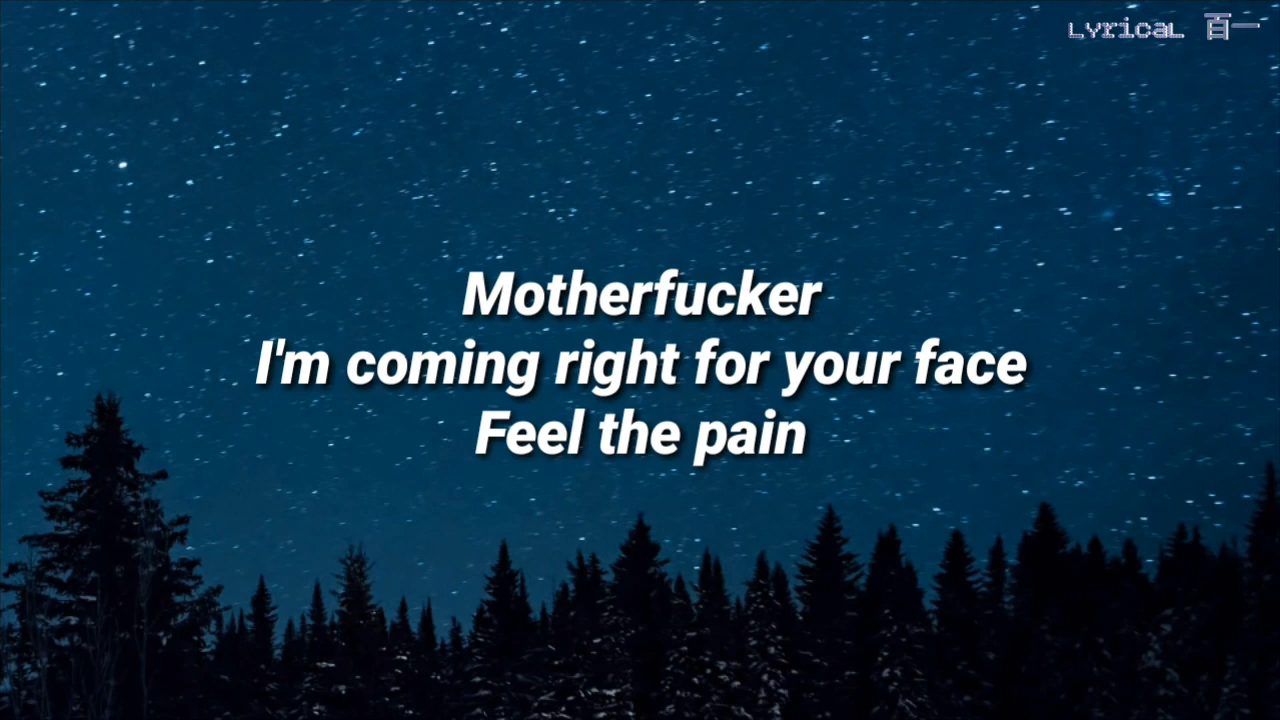 Lyrical 百一
Motherfucker
I'm coming right for your face
Feel the pain